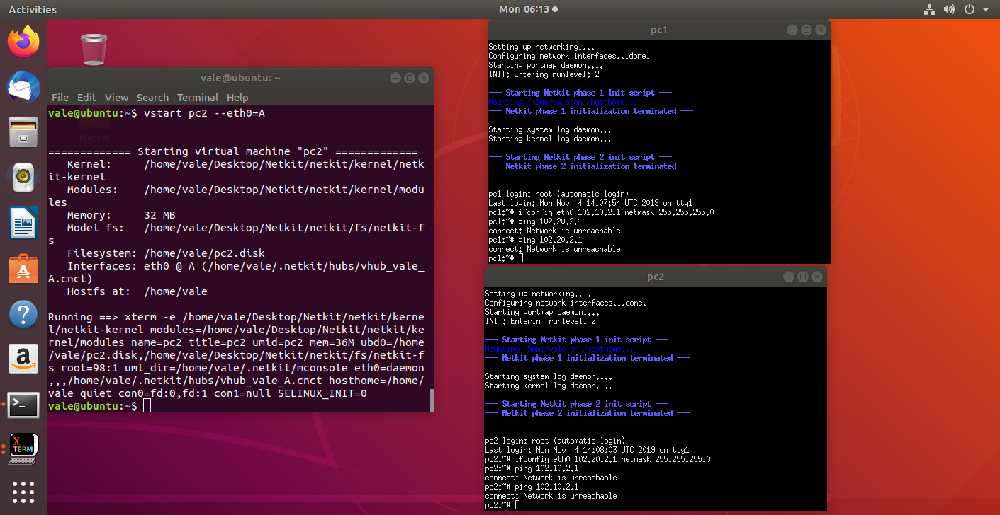 Activities
Mon 06:13
vale@ubuntu: ~
File Edit View Search Terminal Help
vale@ubuntu:~$ vstart pc2 --eth0=A
Netkit
============= Starting virtual machine "pc2" =============
Kernel: /home/vale/Desktop/Netkit/netkit/kernel/netk
it-kernel
Modules: /home/vale/Desktop/Netkit/netkit/kernel/modu
les
Memory: 32 MB
Model fs: /home/vale/Desktop/Netkit/netkit/fs/netkit-f
s
Filesystem: /home/vale/pc2.disk
Interfaces: eth0 @ A (/home/vale/.netkit/hubs/vhub_vale_
A.cnct)
Hostfs at: /home/vale
Running ==> xterm -e /home/vale/Desktop/Netkit/netkit/kerne
l/netkit-kernel modules=/home/vale/Desktop/Netkit/netkit/ke
rnel/modules name=pc2 title=pc2 umid=pc2 mem=36M ubd0=/home
/vale/pc2.disk,/home/vale/Desktop/Netkit/netkit/fs/netkit-f
s root=98:1 uml_dir=/home/vale/.netkit/mconsole eth0=daemon
,,,/home/vale/.netkit/hubs/vhub_vale_A.cnct hosthome=/home/
vale quiet con0=fd:0,fd:1 con1=null SELINUX_INIT=0
vale@ubuntu:~$
pc1
Setting up networking....
Configuring network interfaces...done.
Starting portmap daemon....
INIT: Entering runlevel: 2
--- Starting Netkit phase 1 init script ---
Mounting /home/vale on /hosthome...
--- Netkit phase 1 initialization terminated ---
Starting system log daemon....
Starting kernel log daemon....
--- Starting Netkit phase 2 init script ---
--- Netkit phase 2 initialization terminated ---
pc1 login: root (automatic login)
Last login: Mon Nov  4 14:07:54 UTC 2019 on tty1
pc1:~# ifconfig eth0 102.10.2.1 netmask 255.255.255.0
pc1:~# ping 102.20.2.1
connect: Network is unreachable
pc1:~# ping 102.20.2.1
connect: Network is unreachable
pc1:~#
pc2
Setting up networking....
Configuring network interfaces...done.
Starting portmap daemon....
INIT: Entering runlevel: 2
--- Starting Netkit phase 1 init script ---
Mounting /home/vale on /hosthome...
--- Netkit phase 1 initialization terminated ---
Starting system log daemon....
Starting kernel log daemon....
--- Starting Netkit phase 2 init script ---
--- Netkit phase 2 initialization terminated ---
pc2 login: root (automatic login)
Last login: Mon Nov  4 14:08:03 UTC 2019 on tty1
pc2:~# ifconfig eth0 102.20.2.1 netmask 255.255.255.0
pc2:~# ping 102.10.2.1
connect: Network is unreachable
pc2:~# ping 102.10.2.1
connect: Network is unreachable
pc2:~#
X
TERM